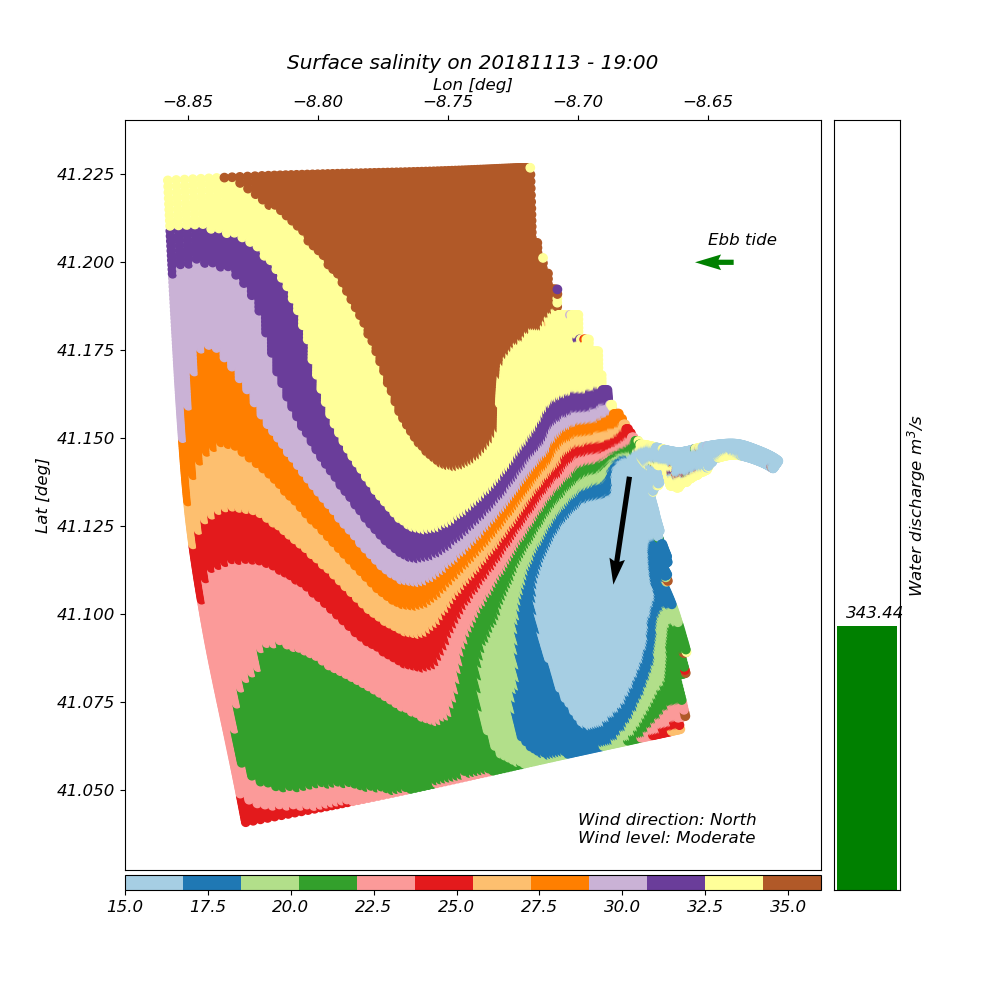 Surface salinity on 20181113 - 19:00
Lon [deg]
−8.85 −8.80 −8.75 −8.70 −8.65
41.225
41.200
41.175
41.150
41.125
41.100
41.075
41.050
Lat [deg]
Ebb tide
Wind direction: North
Wind level: Moderate
343.44
Water discharge m³/s
15.0 17.5 20.0 22.5 25.0 27.5 30.0 32.5 35.0